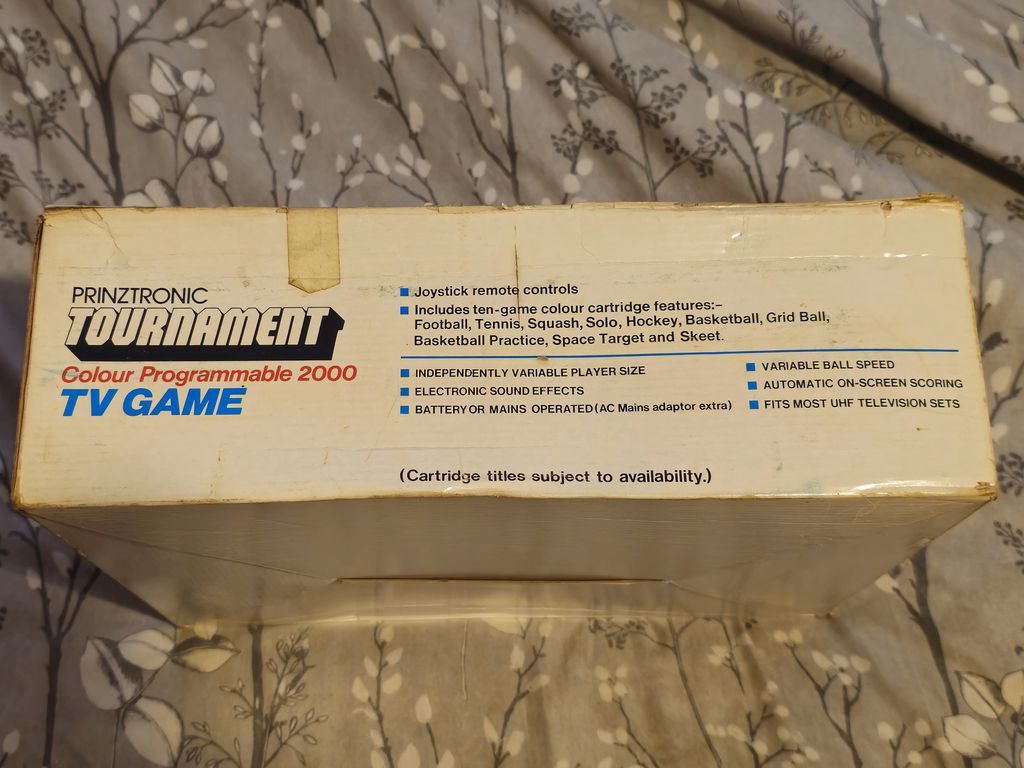 PRINZTRONIC
TOURNAMENT
Colour Programmable 2000
TV GAME
Joystick remote controls
Includes ten-game colour cartridge features:–
Football, Tennis, Squash, Solo, Hockey, Basketball, Grid Ball,
Basketball Practice, Space Target and Skeet.
INDEPENDENTLY VARIABLE PLAYER SIZE
ELECTRONIC SOUND EFFECTS
BATTERY OR MAINS OPERATED (AC Mains adaptor extra)
VARIABLE BALL SPEED
AUTOMATIC ON-SCREEN SCORING
FITS MOST UHF TELEVISION SETS
(Cartridge titles subject to availability.)